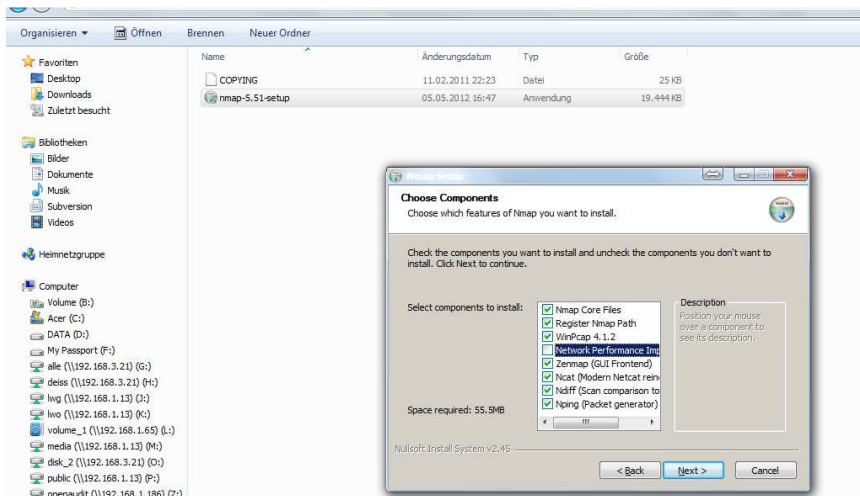 Organisieren Öffnen Brennen Neuer Ordner
Name Änderungsdatum Typ Größe
Favoriten
Desktop
Downloads
Zuletzt besucht
Bibliotheken
Bilder
Dokumente
Musik
Subversion
Videos
Heimnetzgruppe
Computer
Volume (B:)
Acer (C:)
DATA (D:)
My Passport (F:)
alle (\\192.168.3.21) (G:)
deiss (\\192.168.3.21) (H:)
lwg (\\192.168.1.13) (J:)
lwo (\\192.168.1.13) (K:)
volume_1 (\\192.168.1.65) (L:)
media (\\192.168.1.13) (M:)
disk_2 (\\192.168.3.21) (O:)
public (\\192.168.1.13) (P:)
openaudit (\\192.168.1.186) (Z:)
COPYING 11.02.2011 22:23 Datei 25 KB
nmap-5.51-setup 05.05.2012 16:47 Anwendung 19.444 KB
Nmap Setup
Choose Components
Choose which features of Nmap you want to install.
Check the components you want to install and uncheck the components you don't want to
install. Click Next to continue.
Select components to install:
Nmap Core Files
Register Nmap Path
WinPcap 4.1.2
Network Performance Imp
Zenmap (GUI Frontend)
Ncat (Modern Netcat rein
Ndiff (Scan comparison to
Nping (Packet generator)
Description
Position your mouse
over a component to
see its description.
Space required: 55.5MB
Nullsoft Install System v2.45
< Back Next > Cancel